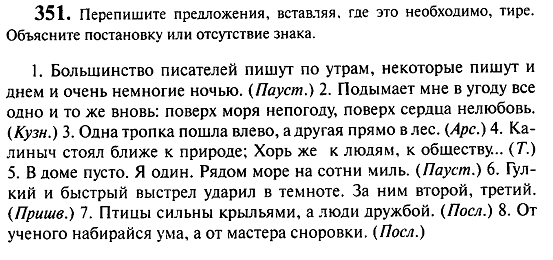 351. Перепишите предложения, вставляя, где это необходимо, тире.
Объясните постановку или отсутствие знака.
1. Большинство писателей пишут по утрам, некоторые пишут и
днем и очень немногие ночью. (Пауст.) 2. Подымает мне в угоду все
одно и то же вновь: поверх моря непогоду, поверх сердца нелюбовь.
(Кузн.) 3. Одна тропка пошла влево, а другая прямо в лес. (Арс.) 4. Ка-
линыч стоял ближе к природе; Хорь же к людям, к обществу... (Т.)
5. В доме пусто. Я один. Рядом море на сотни миль. (Пауст.) 6. Гул-
кий и быстрый выстрел ударил в темноте. За ним второй, третий.
(Пришв.) 7. Птицы сильны крыльями, а люди дружбой. (Посл.) 8. От
ученого набирайся ума, а от мастера сноровки. (Посл.)